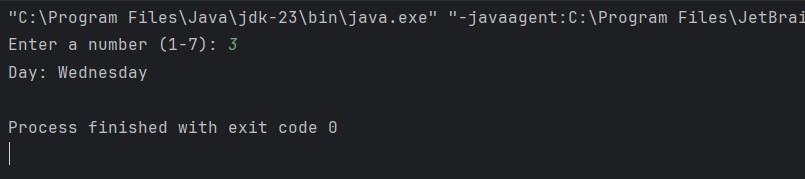 "C:\Program Files\Java\jdk-23\bin\java.exe" "-javaagent:C:\Program Files\JetBrai
Enter a number (1-7): 3
Day: Wednesday
Process finished with exit code 0